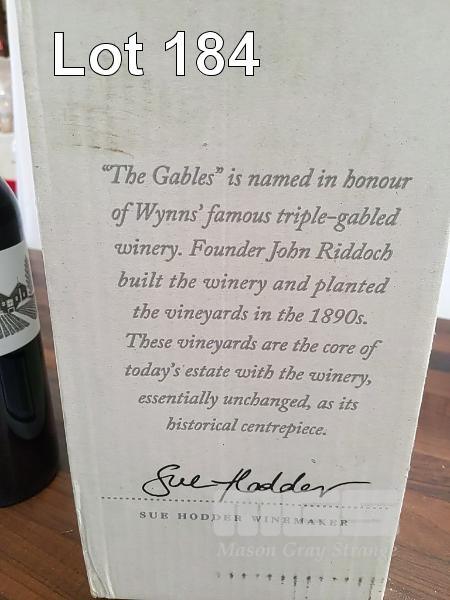 Lot 184
“The Gables” is named in honour
of Wynns’ famous triple-gabled
winery. Founder John Riddoch
built the winery and planted
the vineyards in the 1890s.
These vineyards are the core of
today’s estate with the winery,
essentially unchanged, as its
historical centrepiece.
Sue Hodder
SUE HODDER WINEMAKER
Mason Gray Strange